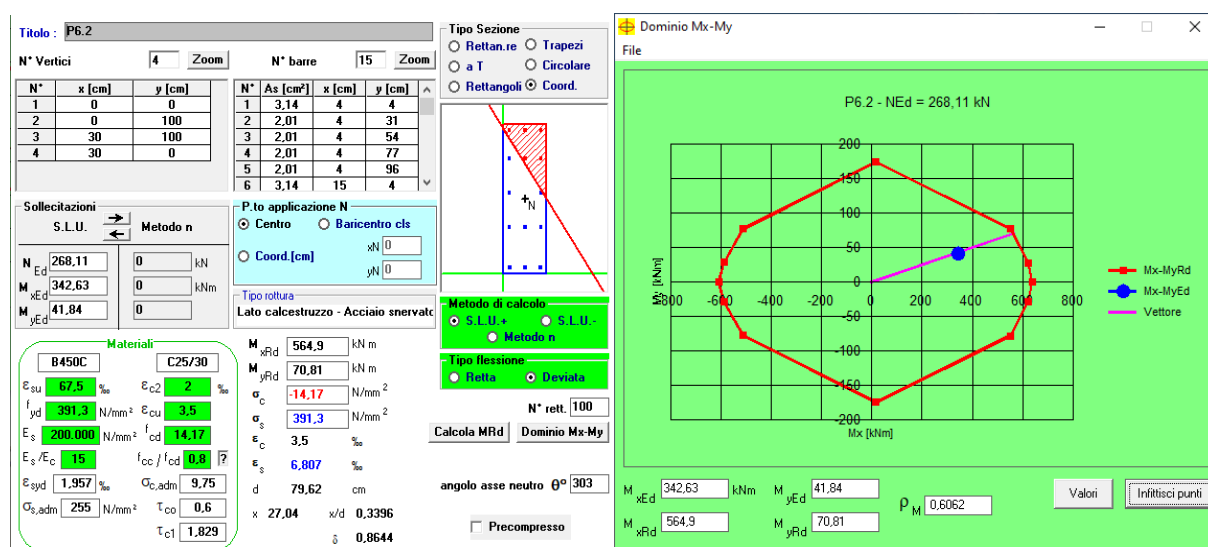 Titolo : P6.2
N° Vertici 4 Zoom N° barre 15 Zoom
N° x [cm] y [cm]
1 0 0
2 0 100
3 30 100
4 30 0
N° As [cm²] x [cm] y [cm]
1 3,14 4 4
2 2,01 4 31
3 2,01 4 54
4 2,01 4 77
5 2,01 4 96
6 3,14 15 4
Tipo Sezione
Rettan.re Trapezi
a T Circolare
Rettangoli Coord.
N
Sollecitazioni
S.L.U. Metodo n
N Ed 268,11 0 kN
M xEd 342,63 0 kNm
M yEd 41,84 0
P.to applicazione N
Centro Baricentro cls
Coord.[cm] xN 0
yN 0
Tipo rottura
Lato calcestruzzo - Acciaio snervato
Metodo di calcolo
S.L.U.+ S.L.U.-
Metodo n
Tipo flessione
Retta Deviata
N° rett. 100
Calcola MRd Dominio Mx-My
angolo asse neutro θ° 303
Precompresso
Materiali
B450C C25/30
εsu 67,5 ‰ εc2 2 ‰
fyd 391,3 N/mm² εcu 3,5
Es 200.000 N/mm² fcd 14,17
Es/Ec 15 fcc/fcd 0,8 ?
εsyd 1,957 ‰ σc,adm 9,75
σs,adm 255 N/mm² τco 0,6
τc1 1,829
M xRd 564,9 kN m
M yRd 70,81 kN m
σc -14,17 N/mm²
σs 391,3 N/mm²
εc 3,5 ‰
εs 6,807 ‰
d 79,62 cm
x 27,04 x/d 0,3396
δ 0,8644
Dominio Mx-My
File
P6.2 - NEd = 268,11 kN
200
150
100
50
0
-50
-100
-150
-200
-800 -600 -400 -200 0 200 400 600 800
Mx [kNm]
Mx-MyRd
Mx-MyEd
Vettore
M xEd 342,63 kNm M yEd 41,84
M xRd 564,9 M yRd 70,81
ρM 0,6062
Valori Infittisci punti